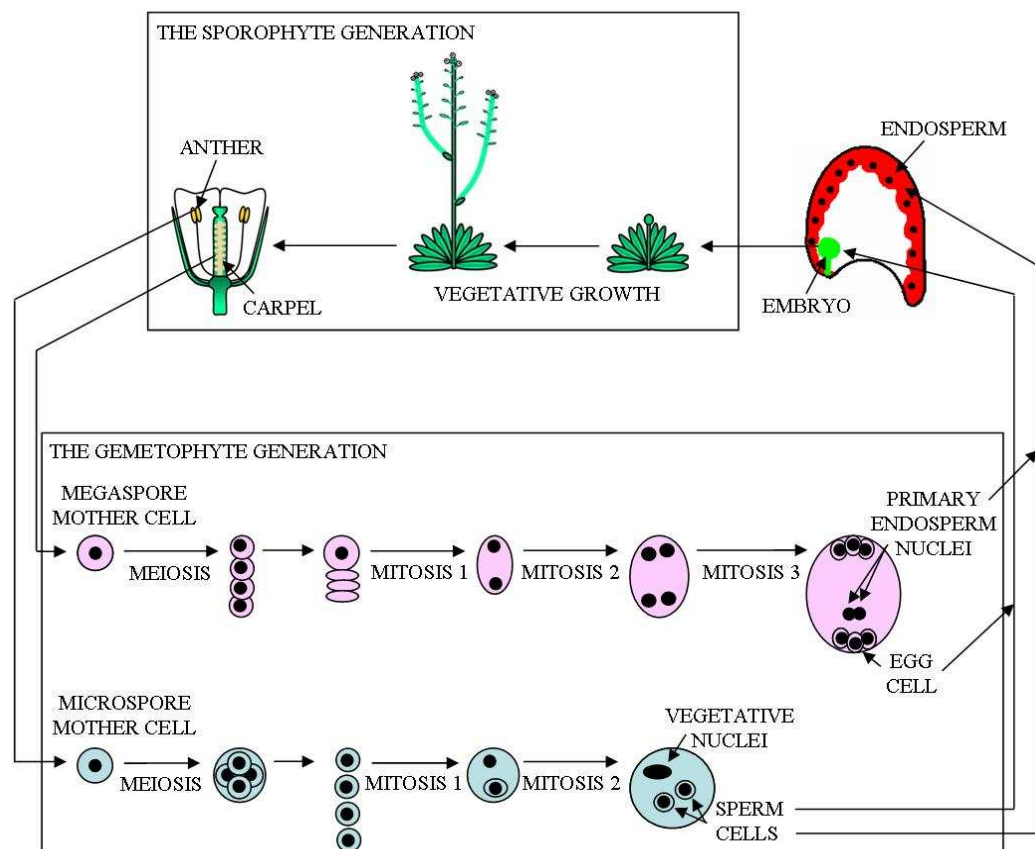 THE SPOROPHYTE GENERATION
ANTHER
CARPEL
VEGETATIVE GROWTH
ENDOSPERM
EMBRYO
THE GEMETOPHYTE GENERATION
MEGASPORE
MOTHER CELL
MEIOSIS
MITOSIS 1
MITOSIS 2
MITOSIS 3
PRIMARY
ENDOSPERM
NUCLEI
EGG
CELL
MICROSPORE
MOTHER CELL
MEIOSIS
MITOSIS 1
MITOSIS 2
VEGETATIVE
NUCLEI
SPERM
CELLS